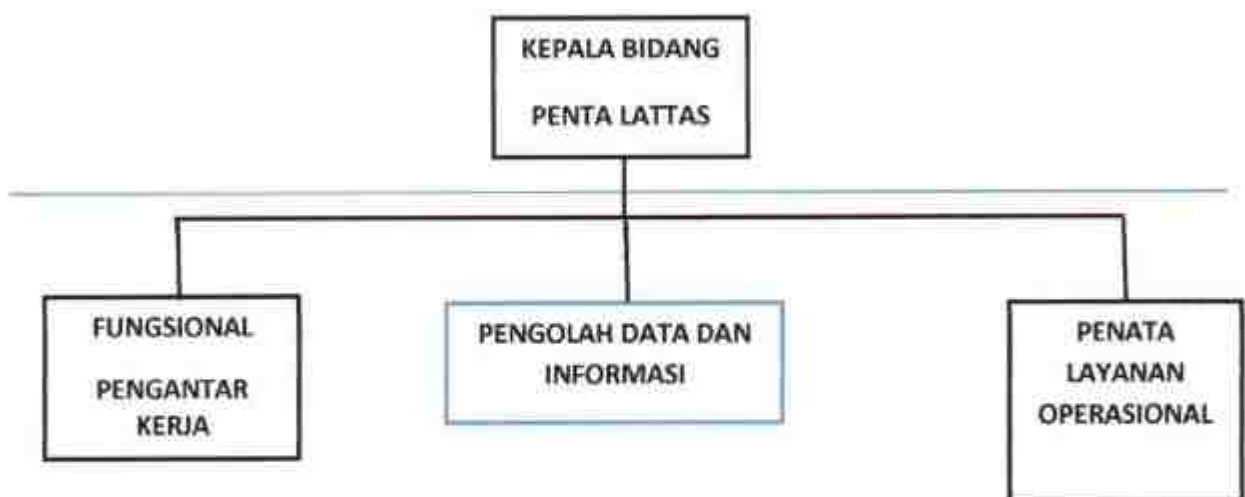 KEPALA BIDANG
PENTA LATTAS
FUNGSIONAL
PENGANTAR
KERJA
PENGOLAH DATA DAN
INFORMASI
PENATA
LAYANAN
OPERASIONAL